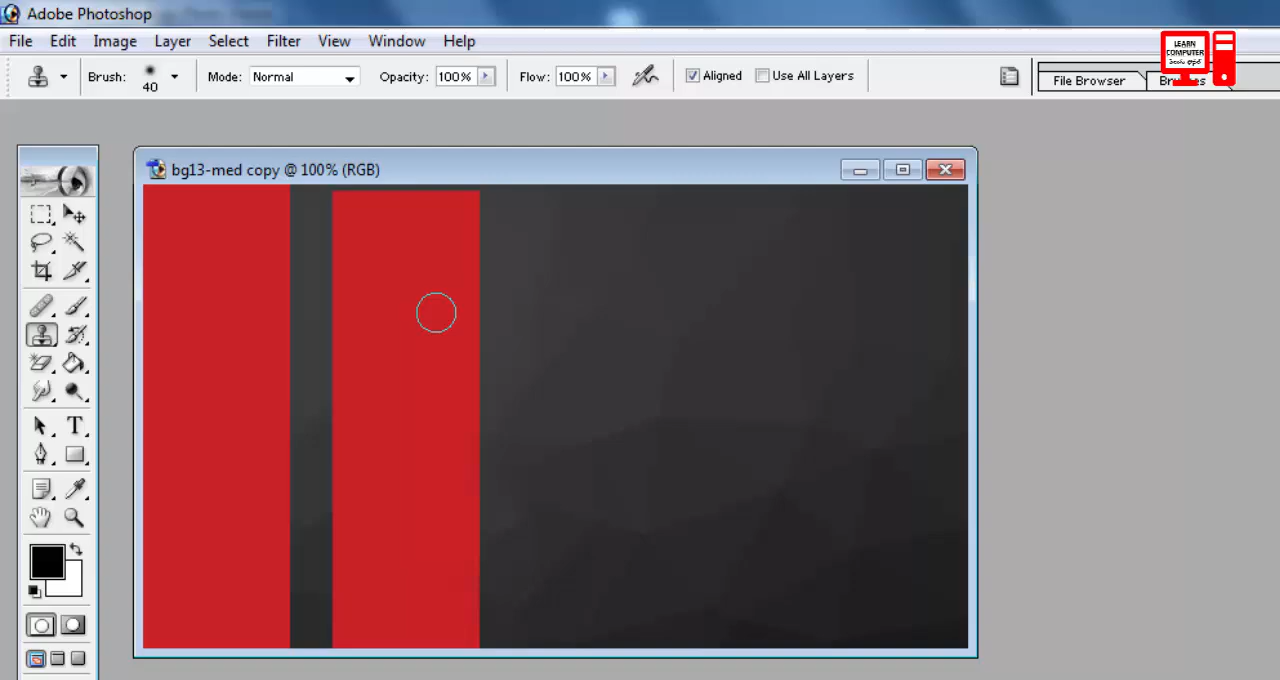 Adobe Photoshop
File Edit Image Layer Select Filter View Window Help
Brush: 40 Mode: Normal Opacity: 100% Flow: 100% Aligned Use All Layers
File Browser Brushes
LEARN
COMPUTER
bg13-med copy @ 100% (RGB)
T